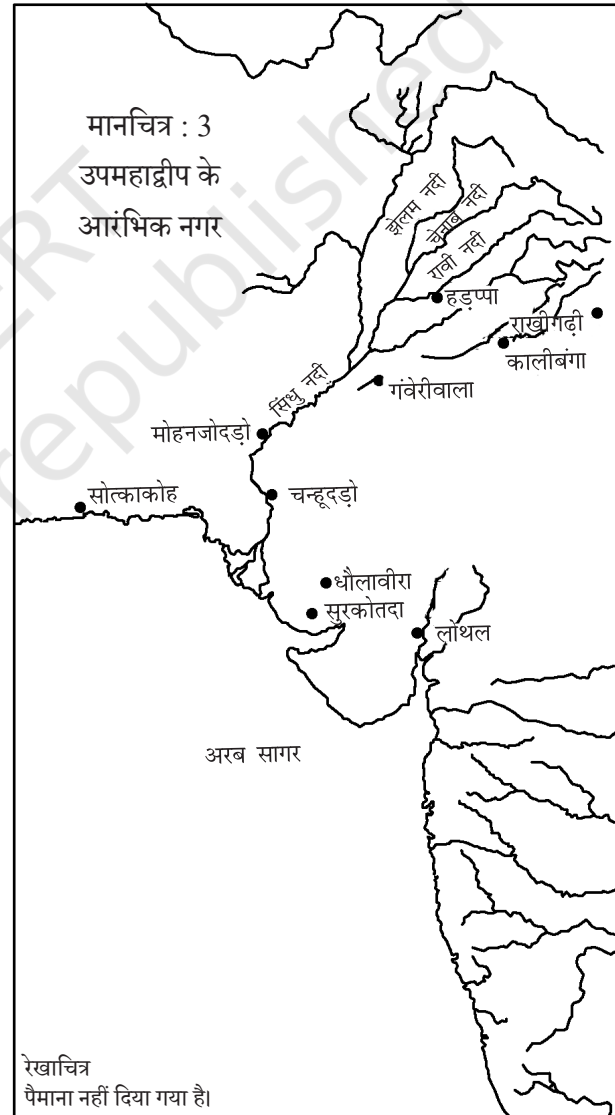 मानचित्र : 3
उपमहाद्वीप के
आरंभिक नगर
झेलम नदी
चेनाब नदी
रावी नदी
हड़प्पा
राखीगढ़ी
कालीबंगा
गंवेरीवाला
सिंधु नदी
मोहनजोदड़ो
सोत्काकोह
चन्हूदड़ो
धौलावीरा
सुरकोतदा
लोथल
अरब सागर
रेखाचित्र
पैमाना नहीं दिया गया है।
republished